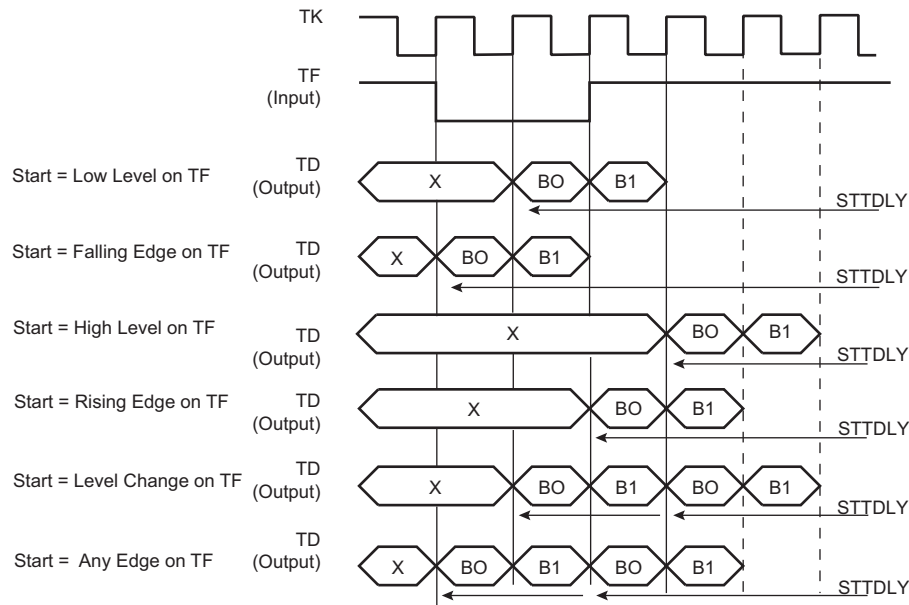 TK
TF
(Input)
Start = Low Level on TF
TD
(Output)
X
BO
B1
STTDLY
Start = Falling Edge on TF
TD
(Output)
X
BO
B1
STTDLY
Start = High Level on TF
TD
(Output)
X
BO
B1
STTDLY
Start = Rising Edge on TF
TD
(Output)
X
BO
B1
STTDLY
Start = Level Change on TF
TD
(Output)
X
BO
B1
BO
B1
STTDLY
Start = Any Edge on TF
TD
(Output)
X
BO
B1
BO
B1
STTDLY